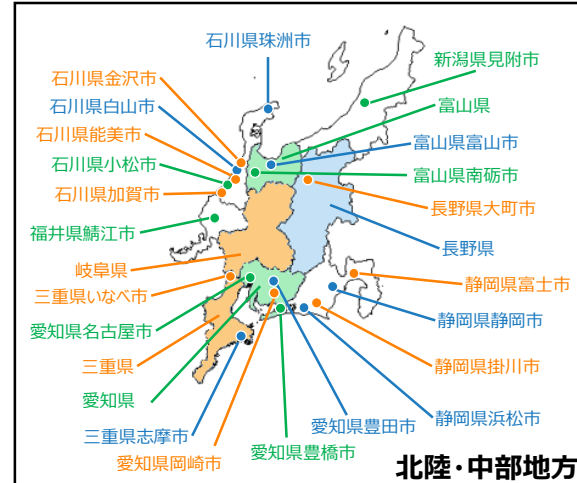 石川県珠洲市
新潟県見附市
石川県金沢市
石川県白山市
富山県
石川県能美市
富山県富山市
石川県小松市
富山県南砺市
石川県加賀市
長野県大町市
福井県鯖江市
長野県
岐阜県
静岡県富士市
三重県いなべ市
静岡県静岡市
愛知県名古屋市
三重県
静岡県掛川市
愛知県
静岡県浜松市
三重県志摩市
愛知県豊田市
愛知県豊橋市
愛知県岡崎市
北陸・中部地方